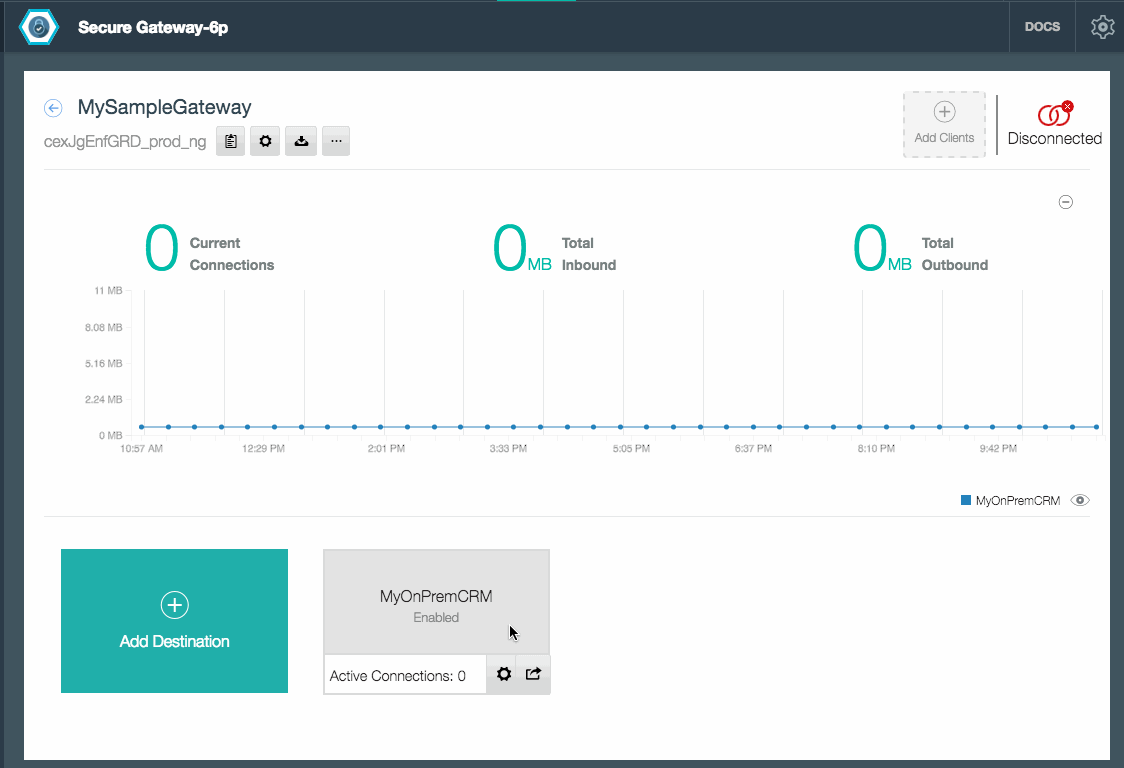 Secure Gateway-6p
DOCS
MySampleGateway
cexJgEnfGRD_prod_ng
...
Add Clients
Disconnected
0 Current Connections
0 MB Total Inbound
0 MB Total Outbound
11 MB
8.08 MB
5.16 MB
2.24 MB
0 MB
10:57 AM 12:29 PM 2:01 PM 3:33 PM 5:05 PM 6:37 PM 8:10 PM 9:42 PM
MyOnPremCRM
Add Destination
MyOnPremCRM
Enabled
Active Connections: 0